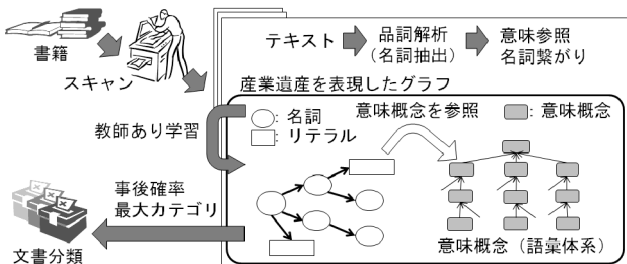 書籍
スキャン
テキスト
品詞解析
(名詞抽出)
意味参照
名詞繋がり
産業遺産を表現したグラフ
教師あり学習
: 名詞
: リテラル
意味概念を参照
: 意味概念
事後確率
最大カテゴリ
文書分類
意味概念（語彙体系）